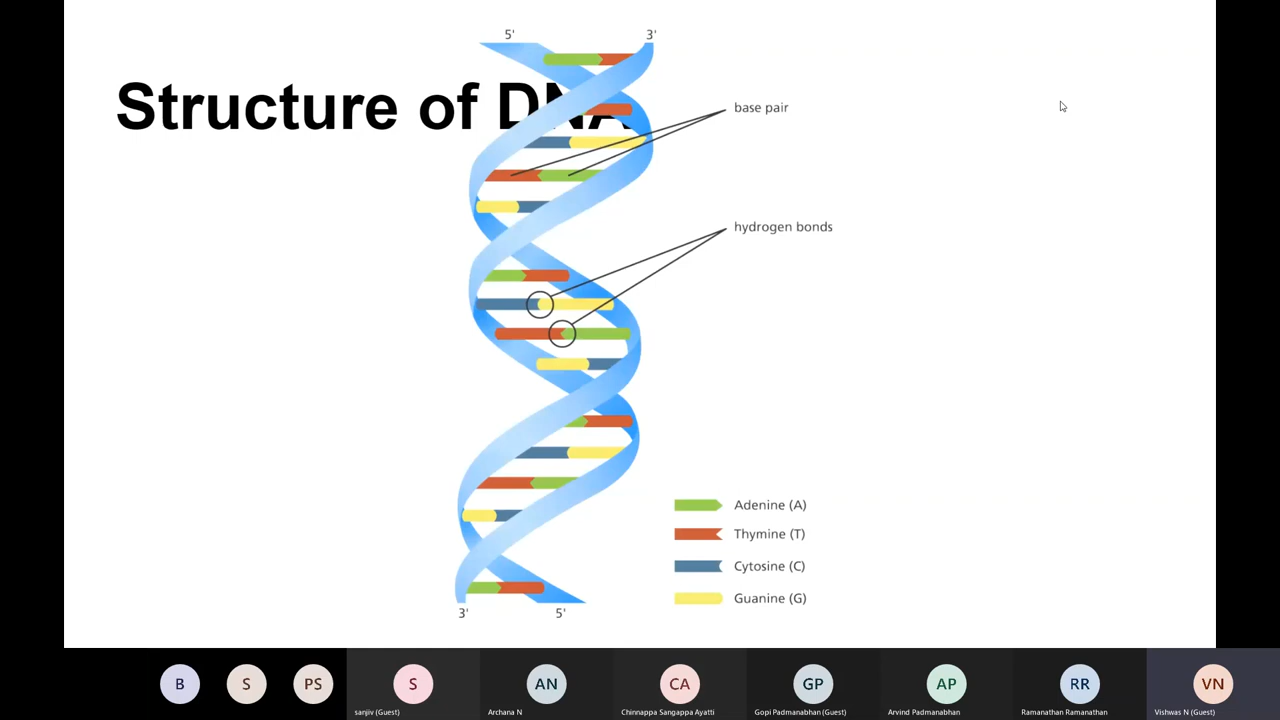 5'
3'
Structure of DNA
base pair
hydrogen bonds
Adenine (A)
Thymine (T)
Cytosine (C)
Guanine (G)
3'
5'
B
S
PS
S
AN
CA
GP
AP
RR
VN
sanjiv (Guest)
Archana N
Chinnappa Sangappa Ayatti
Gopi Padmanabhan (Guest)
Arvind Padmanabhan
Ramanathan Ramanathan
Vishwas N (Guest)